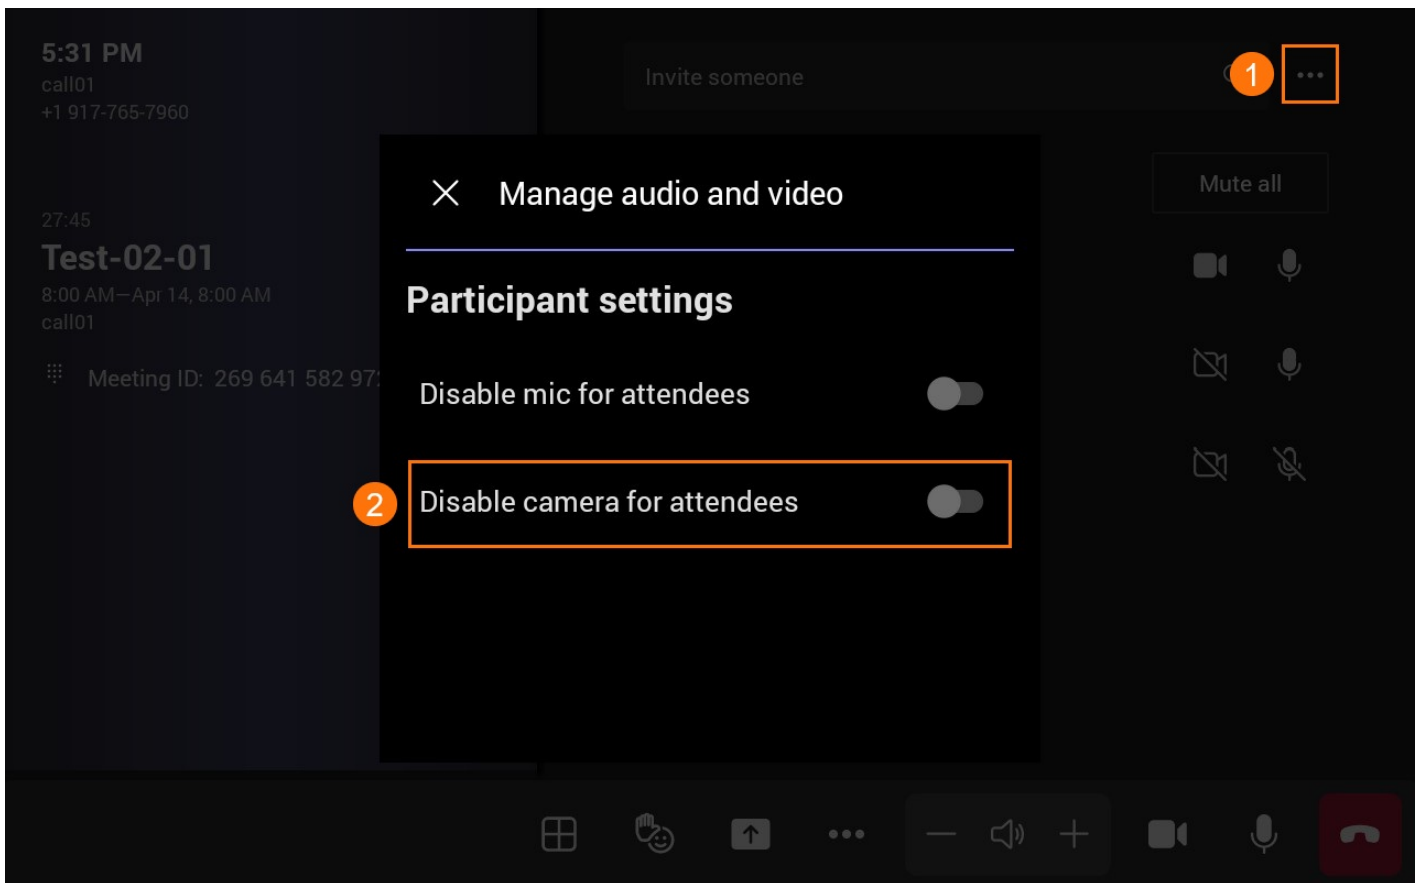 5:31 PM
call01
+1 917-765-7960
Invite someone
1
Manage audio and video
Mute all
27:45
Test-02-01
8:00 AM—Apr 14, 8:00 AM
call01
Participant settings
Meeting ID: 269 641 582 97
Disable mic for attendees
2
Disable camera for attendees